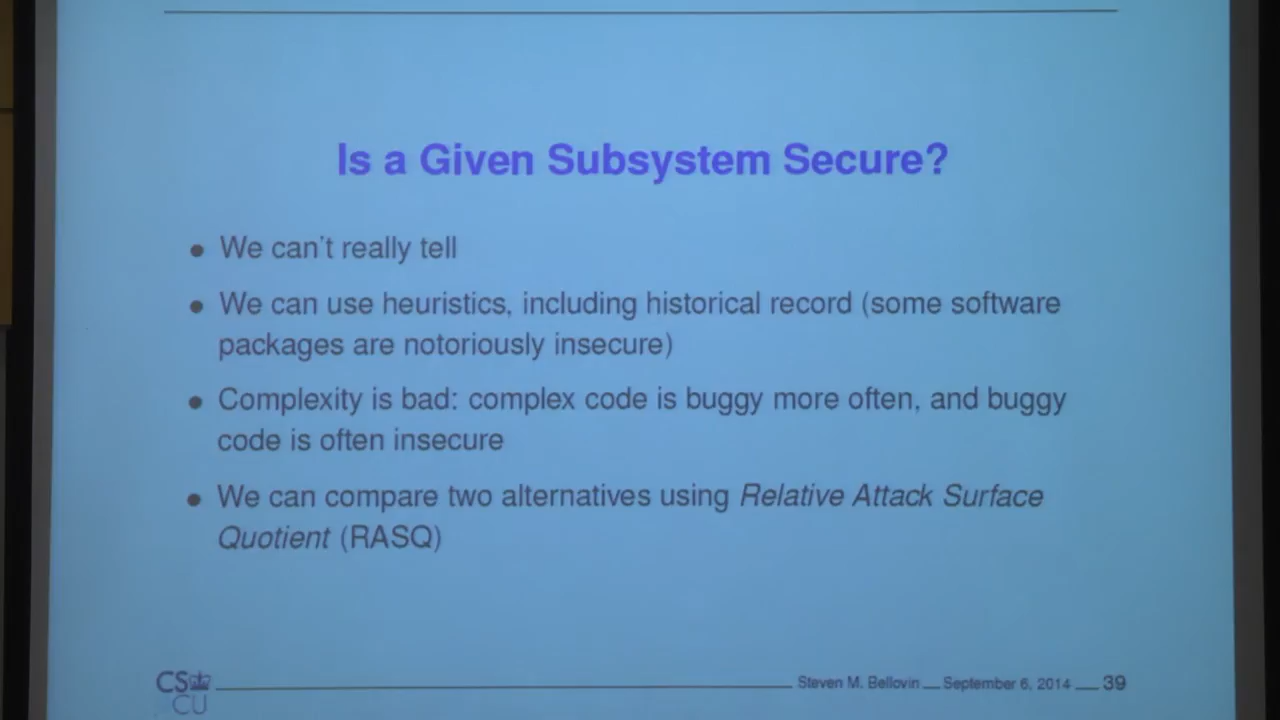 Is a Given Subsystem Secure?
• We can't really tell
• We can use heuristics, including historical record (some software
packages are notoriously insecure)
• Complexity is bad: complex code is buggy more often, and buggy
code is often insecure
• We can compare two alternatives using Relative Attack Surface
Quotient (RASQ)
CS
CU
Steven M. Bellovin __ September 6, 2014 __ 39